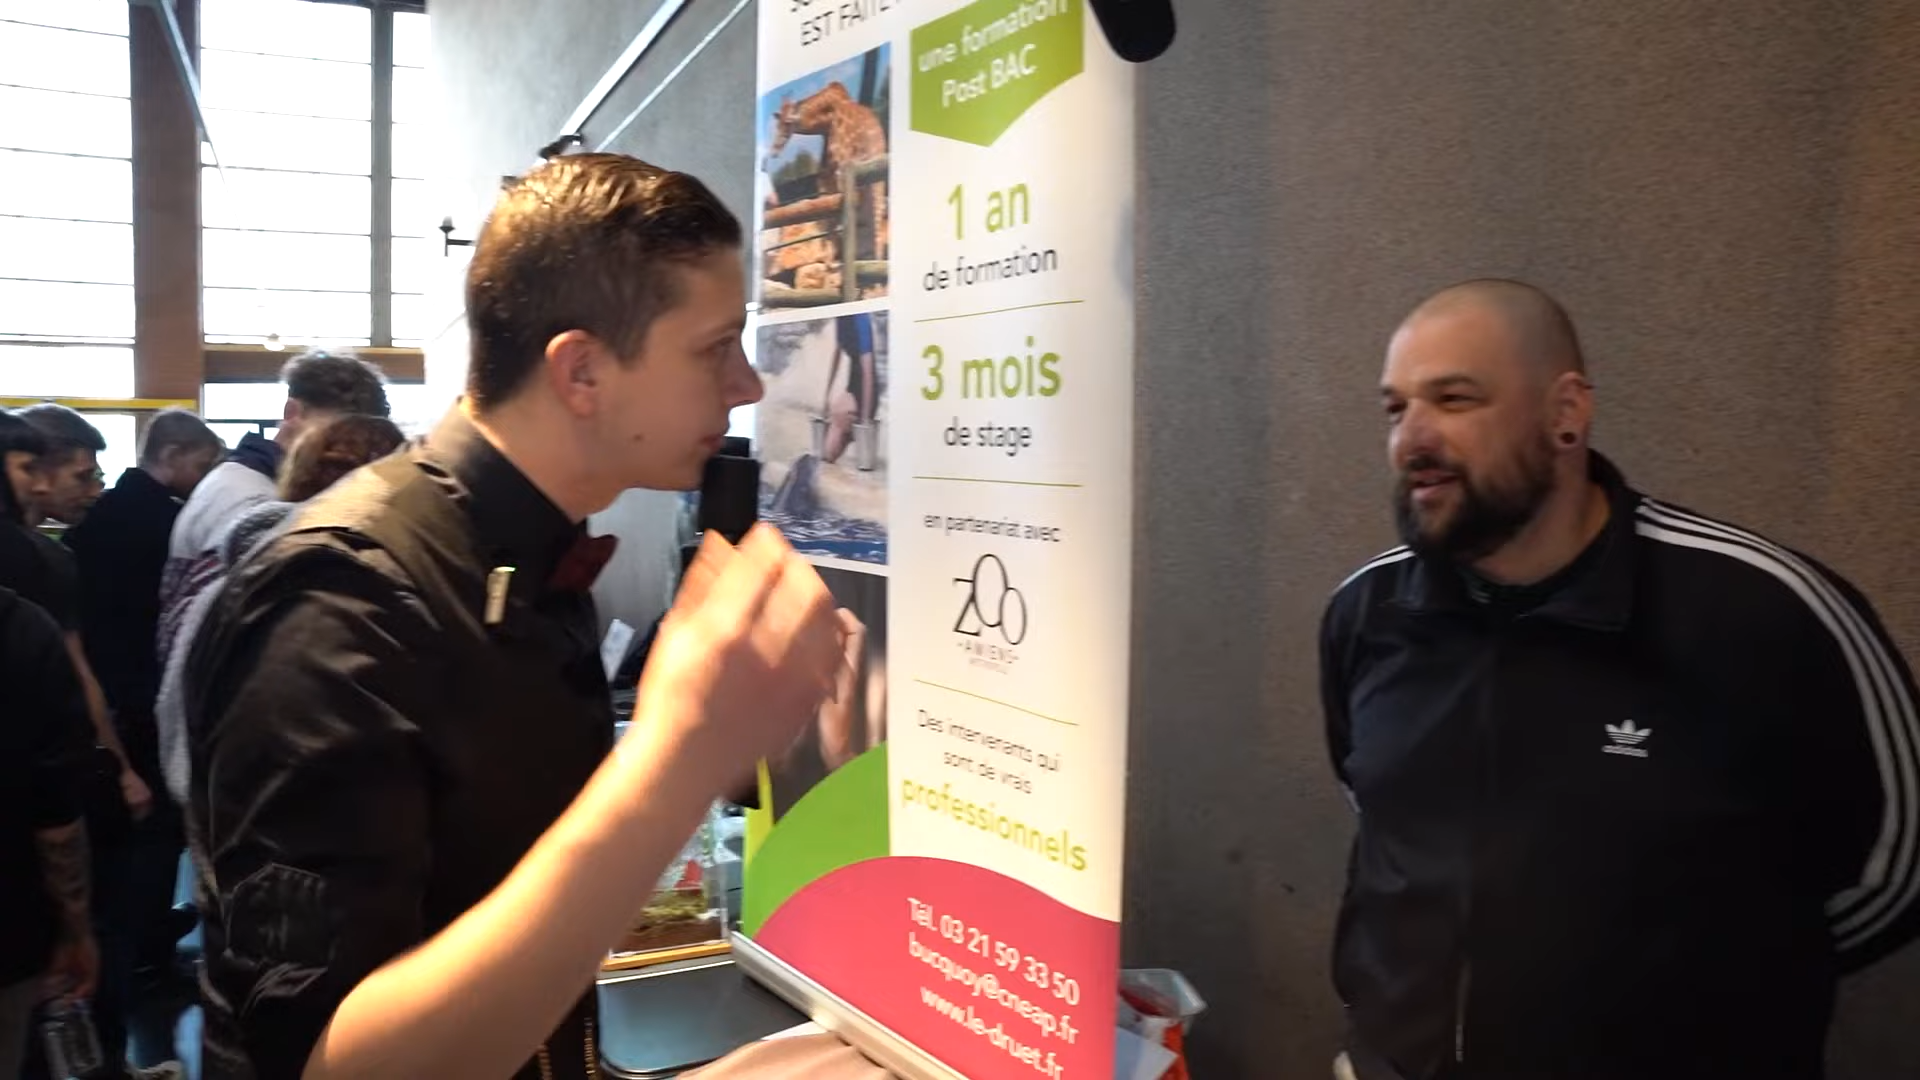 EST FAITE
une formation
Post BAC
1 an
de formation
3 mois
de stage
en partenariat avec
ZOO
AMIENS
Des intervenants qui
sont de vrais
professionnels
Tél. 03 21 59 33 50
bucquoy@cneap.fr
www.le-druet.fr
adidas